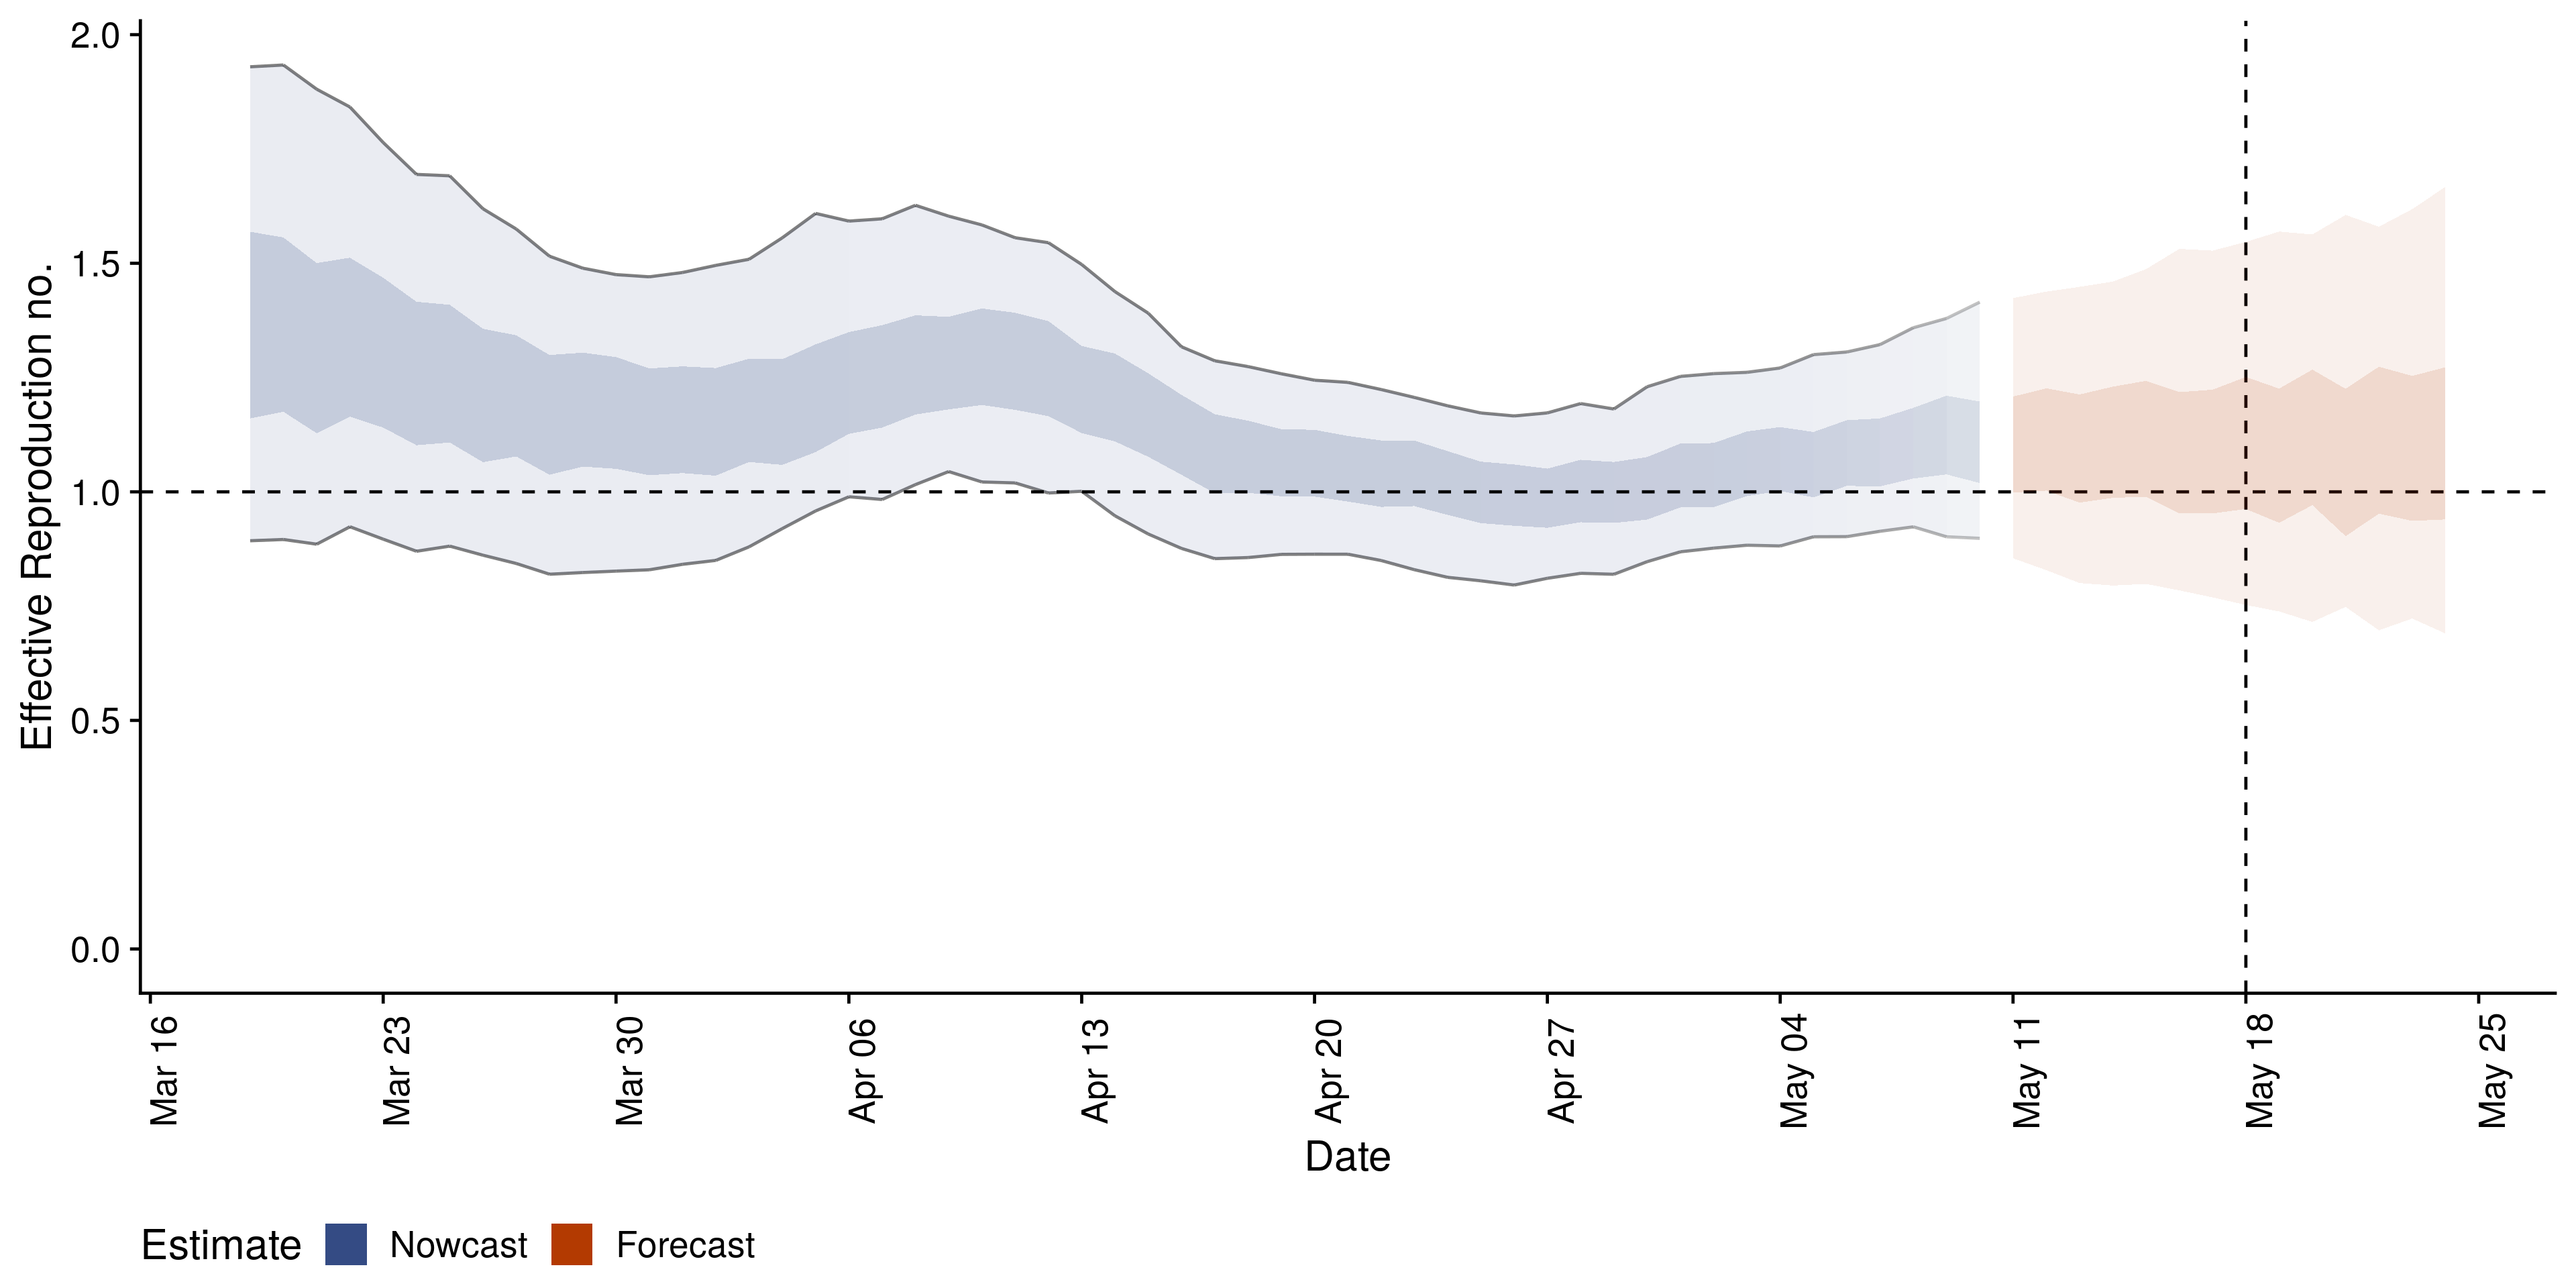 Effective Reproduction no.
2.0
1.5
1.0
0.5
0.0
Mar 16
Mar 23
Mar 30
Apr 06
Apr 13
Apr 20
Apr 27
May 04
May 11
May 18
May 25
Date
Estimate Nowcast Forecast